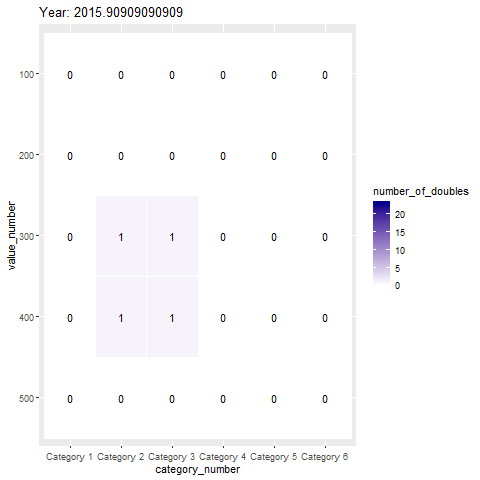 Year: 2015.90909090909
100 0 0 0 0 0 0
200 0 0 0 0 0 0
300 0 1 1 0 0 0
400 0 1 1 0 0 0
500 0 0 0 0 0 0
Category 1 Category 2 Category 3 Category 4 Category 5 Category 6
category_number
value_number
number_of_doubles
20
15
10
5
0